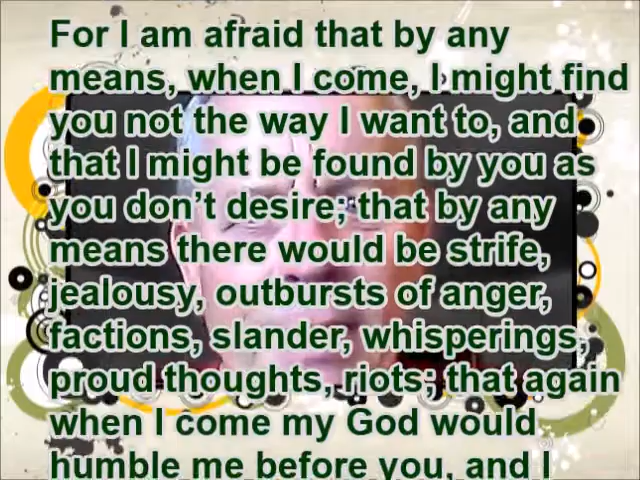 For I am afraid that by any
means, when I come, I might find
you not the way I want to, and
that I might be found by you as
you don't desire; that by any
means there would be strife,
jealousy, outbursts of anger,
factions, slander, whisperings,
proud thoughts, riots; that again
when I come my God would
humble me before you, and I